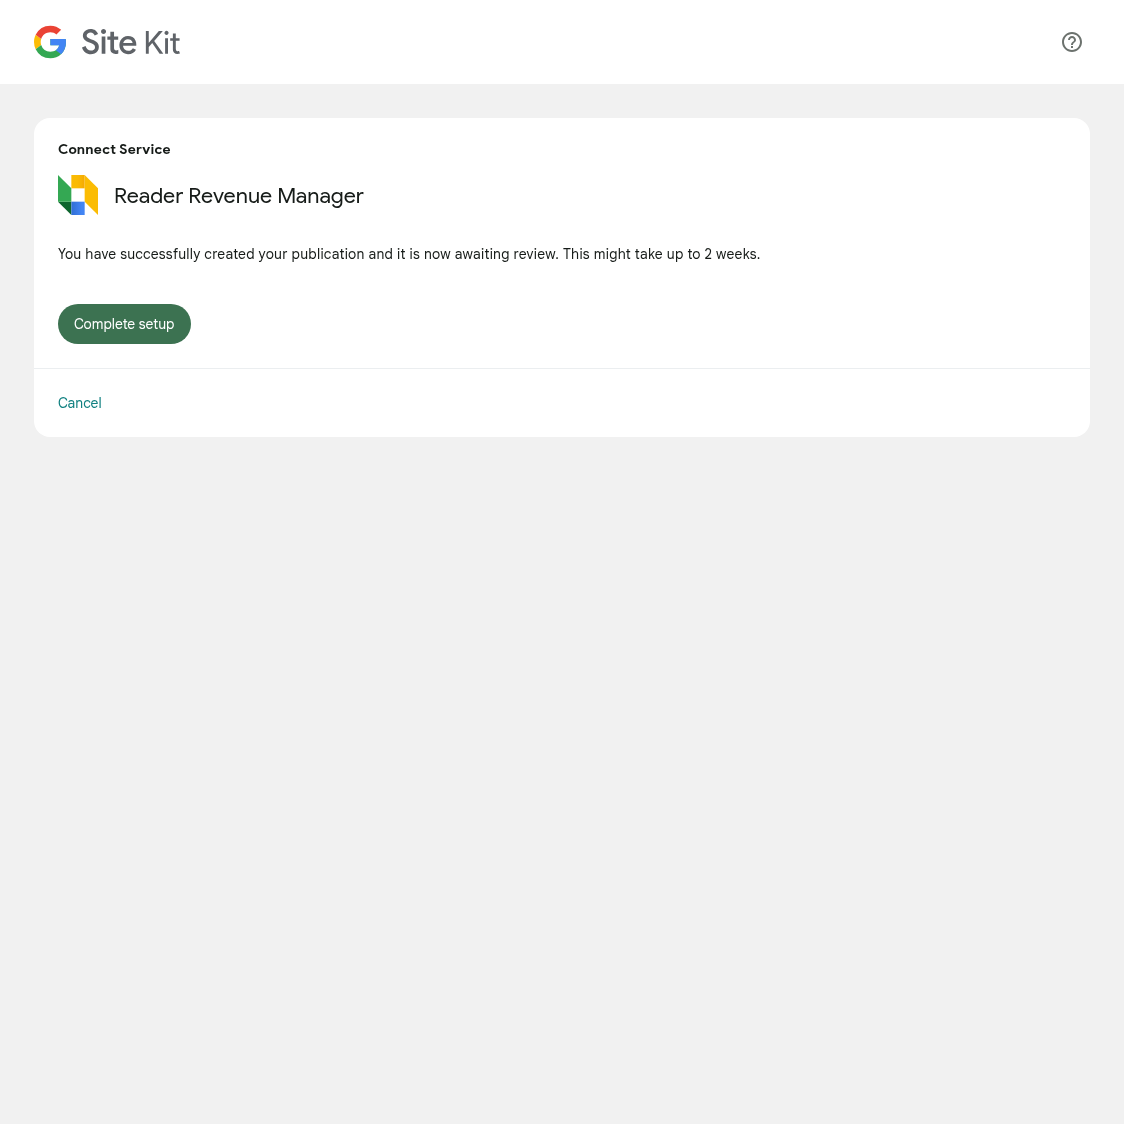 Site Kit
Connect Service
Reader Revenue Manager
You have successfully created your publication and it is now awaiting review. This might take up to 2 weeks.
Complete setup
Cancel